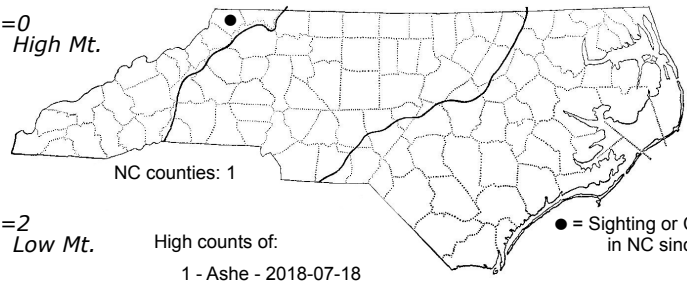 =0
High Mt.
NC counties: 1
=2
Low Mt.
High counts of:
1 - Ashe - 2018-07-18
● = Sighting or
in NC